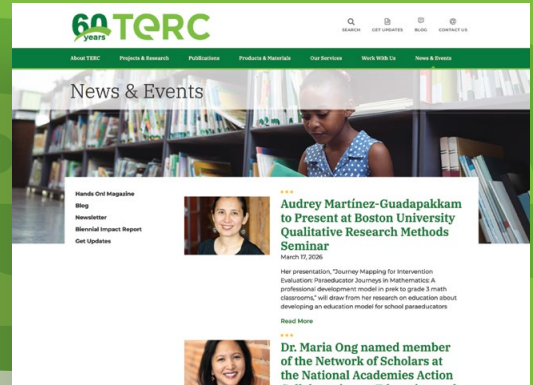 60 years TERC
SEARCH GET UPDATES BLOG CONTACT US
About TERC Projects & Research Publications Products & Materials Our Services Work With Us News & Events
News & Events
Hands On! Magazine
Blog
Newsletter
Biennial Impact Report
Get Updates
Audrey Martínez-Guadapakkam
to Present at Boston University
Qualitative Research Methods
Seminar
March 17, 2026
Her presentation, "Journey Mapping for Intervention
Evaluation: Paraeducator Journeys in Mathematics: A
professional development model in prek to grade 3 math
classrooms," will draw from her research on education about
developing an education model for school paraeducators
Read More
Dr. Maria Ong named member
of the Network of Scholars at
the National Academies Action